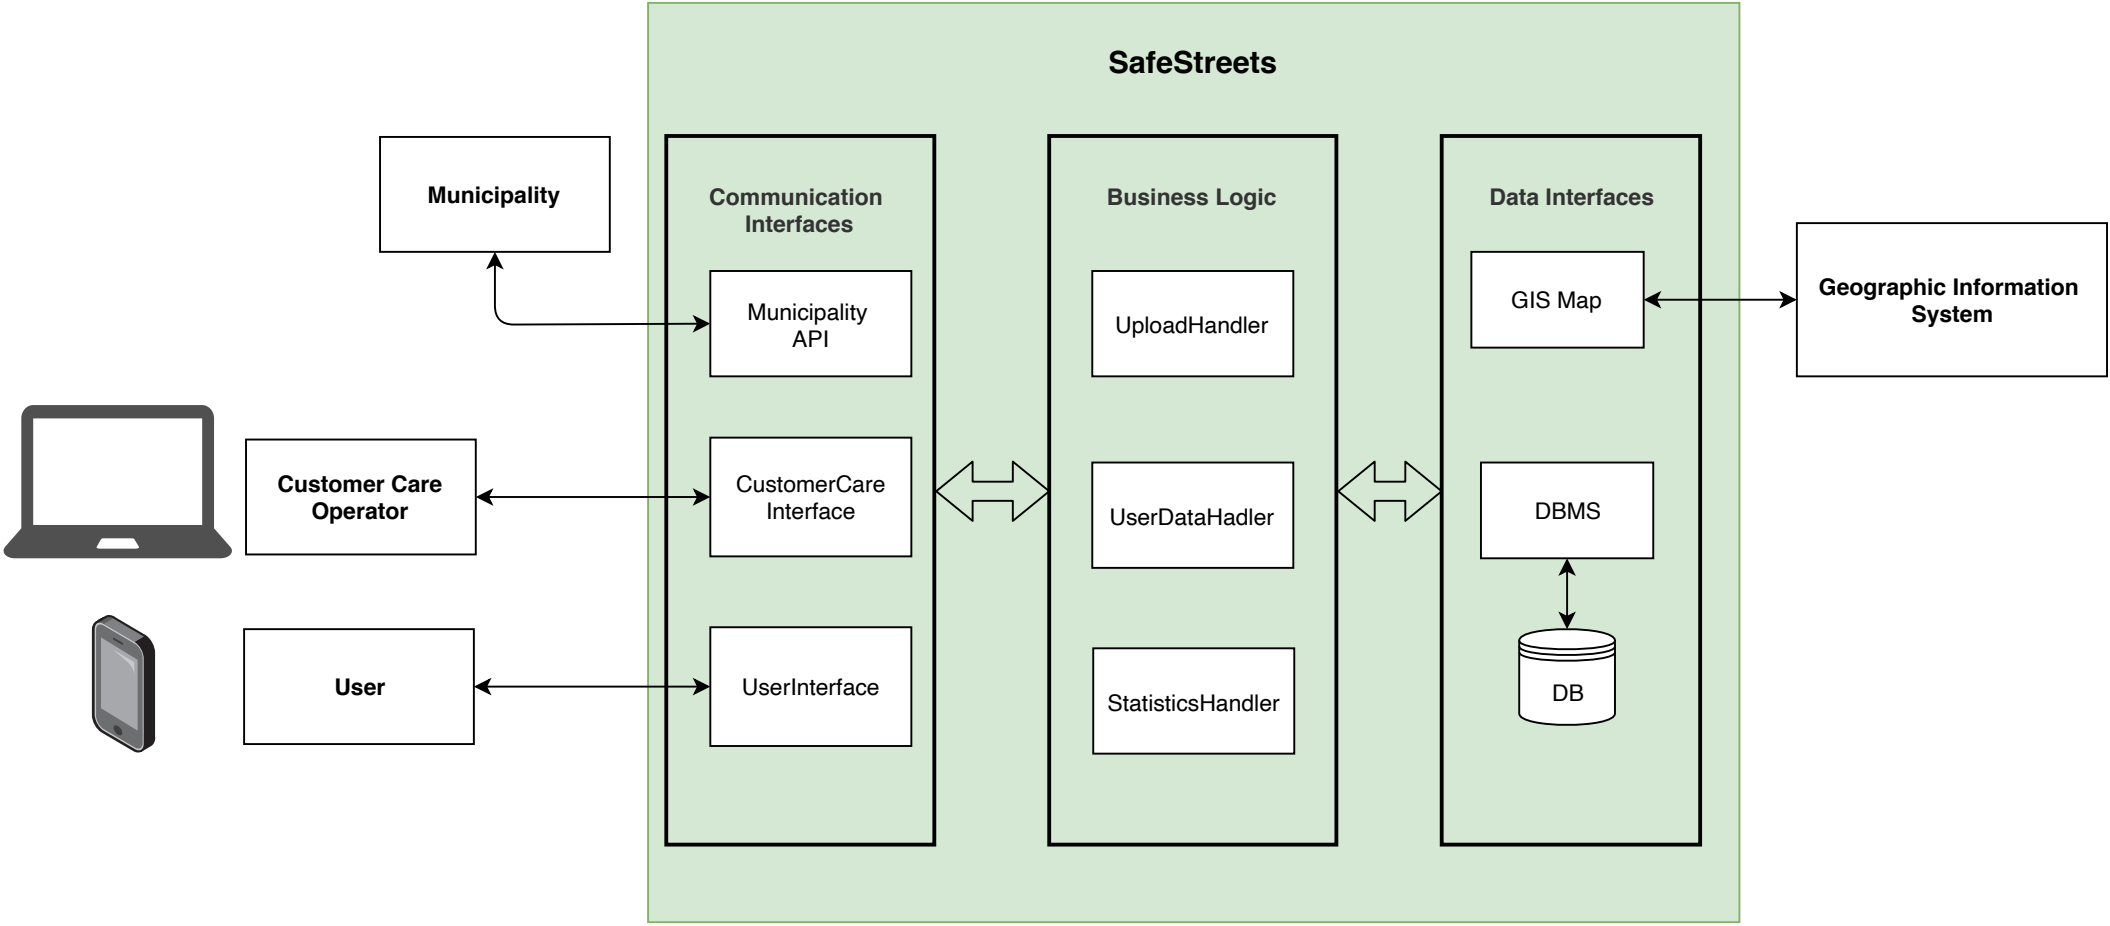 SafeStreets
Municipality
Communication
Interfaces
Municipality
API
CustomerCare
Interface
UserInterface
Business Logic
UploadHandler
UserDataHadler
StatisticsHandler
Data Interfaces
GIS Map
DBMS
DB
Geographic Information
System
Customer Care
Operator
User